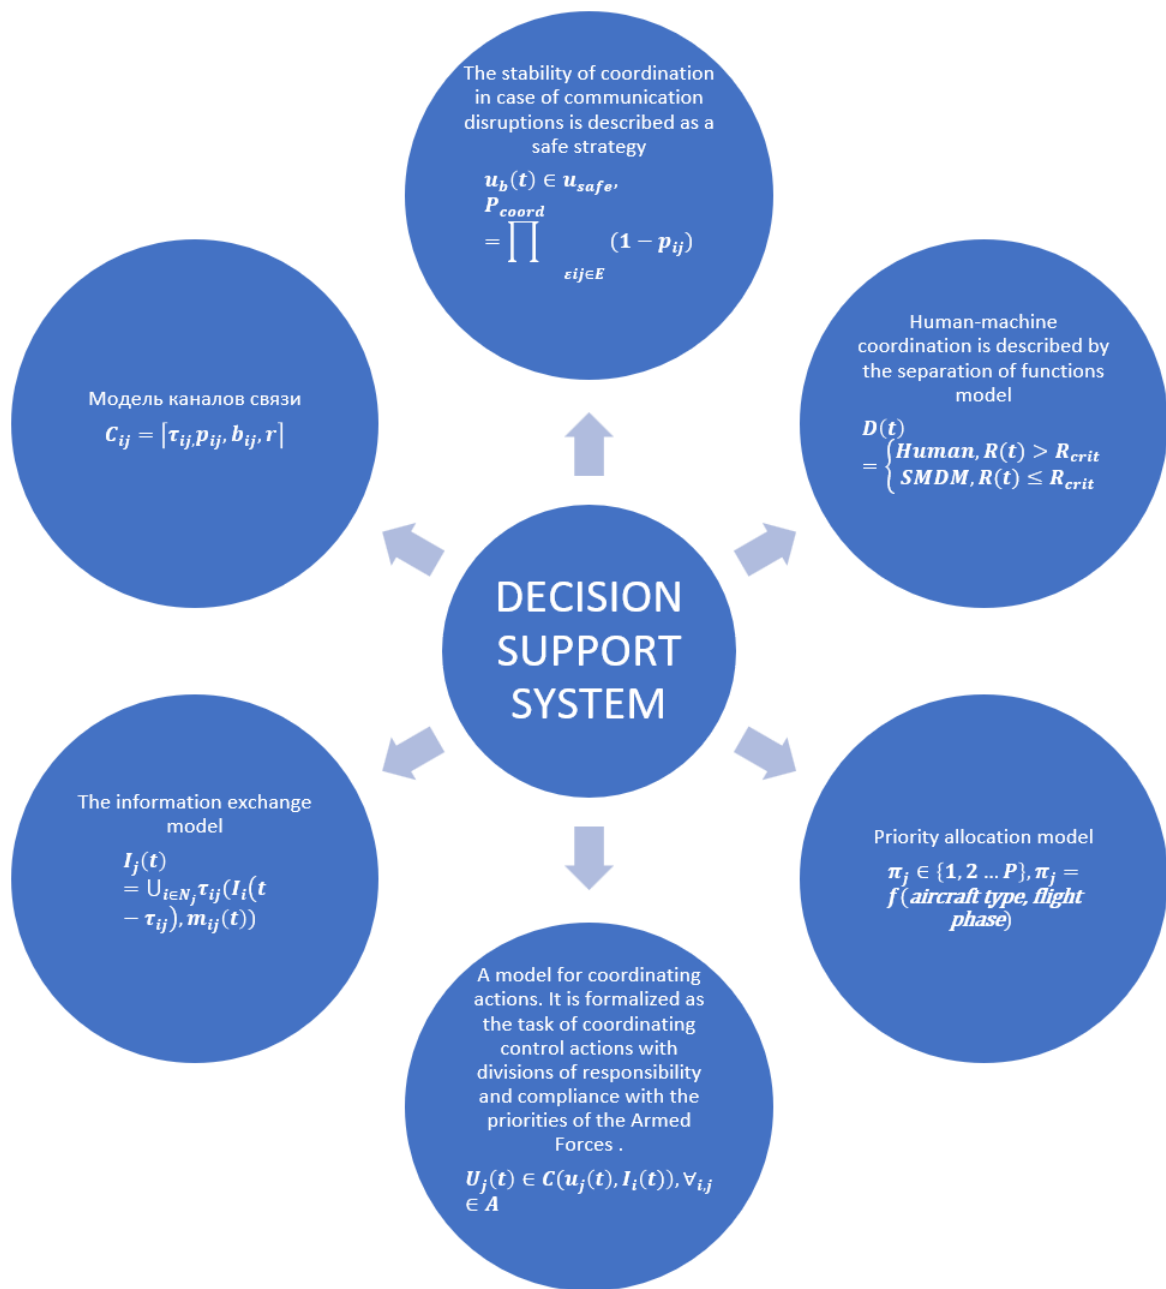 The stability of coordination
in case of communication
disruptions is described as a
safe strategy
u_b(t) ∈ u_safe,
P_coord
= ∏ (1 − p_ij)
εij∈E
Human-machine
coordination is described by
the separation of functions
model
D(t)
= {Human, R(t) > R_crit
SMDM, R(t) ≤ R_crit
Модель каналов связи
C_ij = ⌈τ_ij, p_ij, b_ij, r⌉
DECISION
SUPPORT
SYSTEM
The information exchange
model
I_j(t)
= ⋃_{i∈N_j} τ_ij(I_i(t
− τ_ij), m_ij(t))
Priority allocation model
π_j ∈ {1, 2 … P}, π_j =
f(aircraft type, flight
phase)
A model for coordinating
actions. It is formalized as
the task of coordinating
control actions with
divisions of responsibility
and compliance with the
priorities of the Armed
Forces .
U_j(t) ∈ C(u_j(t), I_i(t)), ∀_{i,j}
∈ A